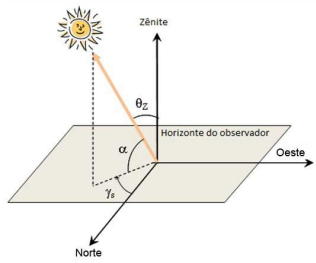 Zênite
θZ
Horizonte do observador
α
Oeste
γs
Norte